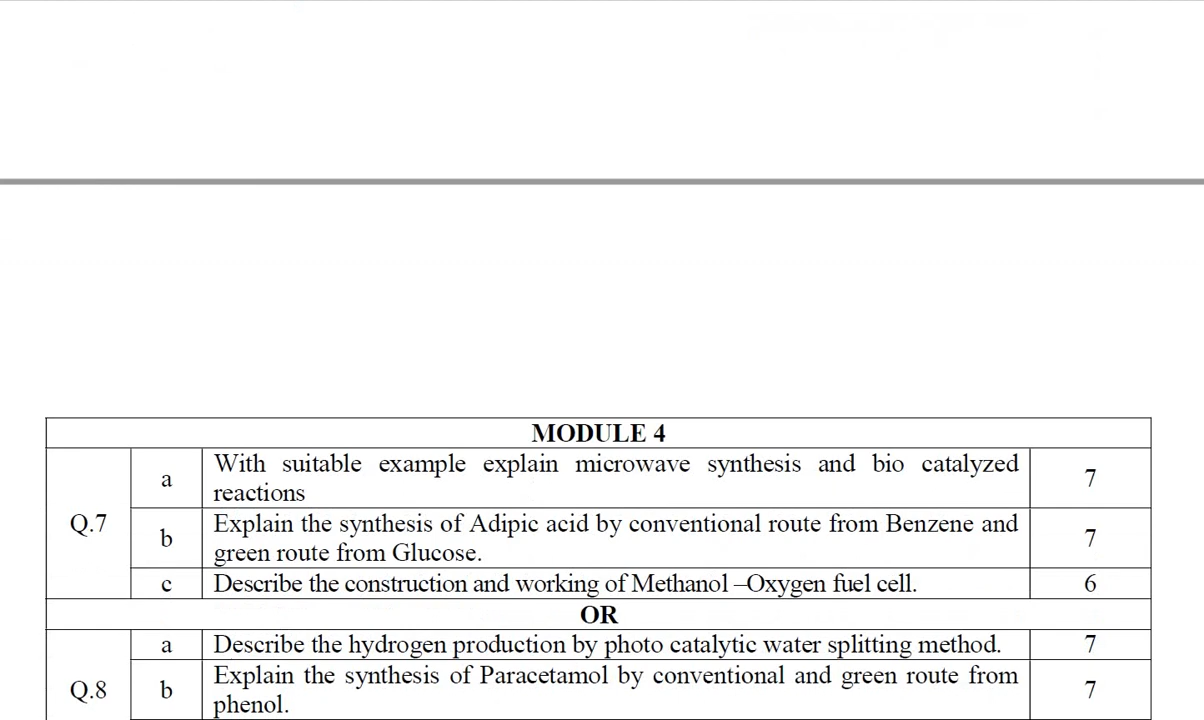 MODULE 4
Q.7
a
With suitable example explain microwave synthesis and bio catalyzed
reactions
7
b
Explain the synthesis of Adipic acid by conventional route from Benzene and
green route from Glucose.
7
c
Describe the construction and working of Methanol –Oxygen fuel cell.
6
OR
Q.8
a
Describe the hydrogen production by photo catalytic water splitting method.
7
b
Explain the synthesis of Paracetamol by conventional and green route from
phenol.
7